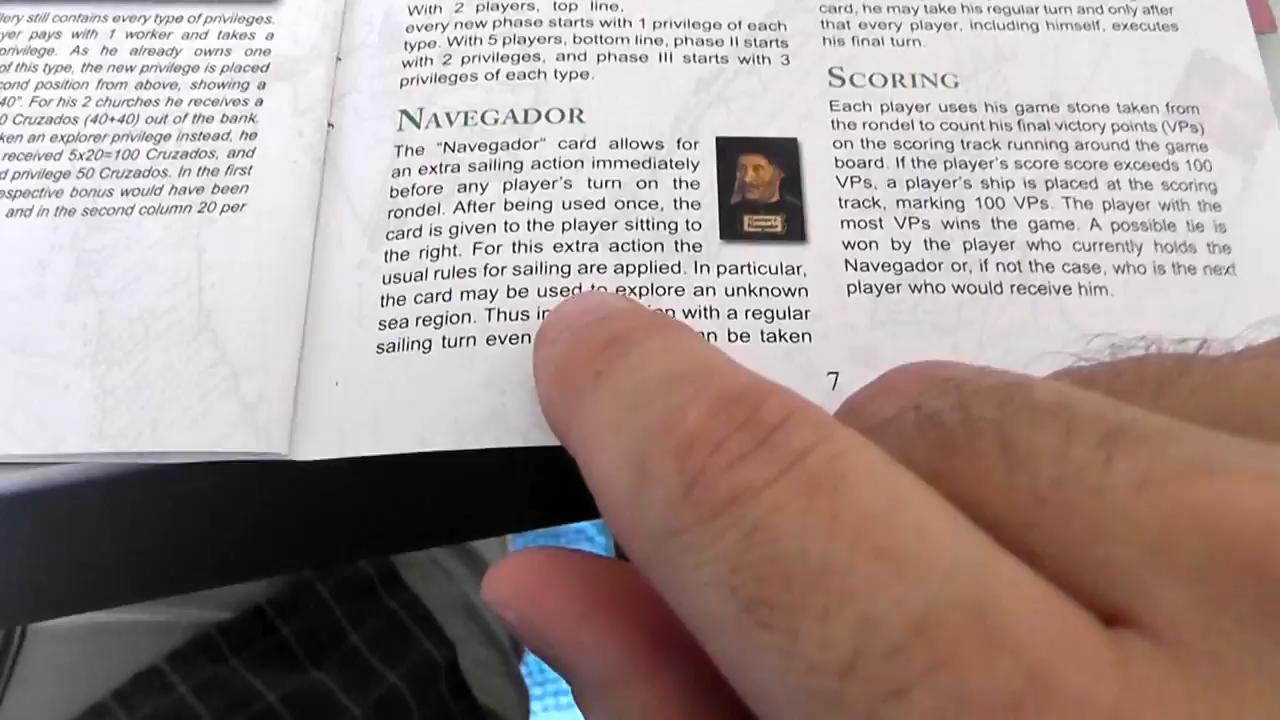 lery still contains every type of privileges.
yer pays with 1 worker and takes a
privilege. As he already owns one
of this type, the new privilege is placed
cond position from above, showing a
40". For his 2 churches he receives a
0 Cruzados (40+40) out of the bank.
ken an explorer privilege instead, he
received 5x20=100 Cruzados, and
d privilege 50 Cruzados. In the first
espective bonus would have been
and in the second column 20 per
With 2 players, top line,
every new phase starts with 1 privilege of each
type. With 5 players, bottom line, phase II starts
with 2 privileges, and phase III starts with 3
privileges of each type.
NAVEGADOR
The "Navegador" card allows for
an extra sailing action immediately
before any player's turn on the
rondel. After being used once, the
card is given to the player sitting to
the right. For this extra action the
usual rules for sailing are applied. In particular,
the card may be used to explore an unknown
sea region. Thus in with a regular
sailing turn even be taken
card, he may take his regular turn and only after
that every player, including himself, executes
his final turn.
SCORING
Each player uses his game stone taken from
the rondel to count his final victory points (VPs)
on the scoring track running around the game
board. If the player's score score exceeds 100
VPs, a player's ship is placed at the scoring
track, marking 100 VPs. The player with the
most VPs wins the game. A possible tie is
won by the player who currently holds the
Navegador or, if not the case, who is the next
player who would receive him.
7